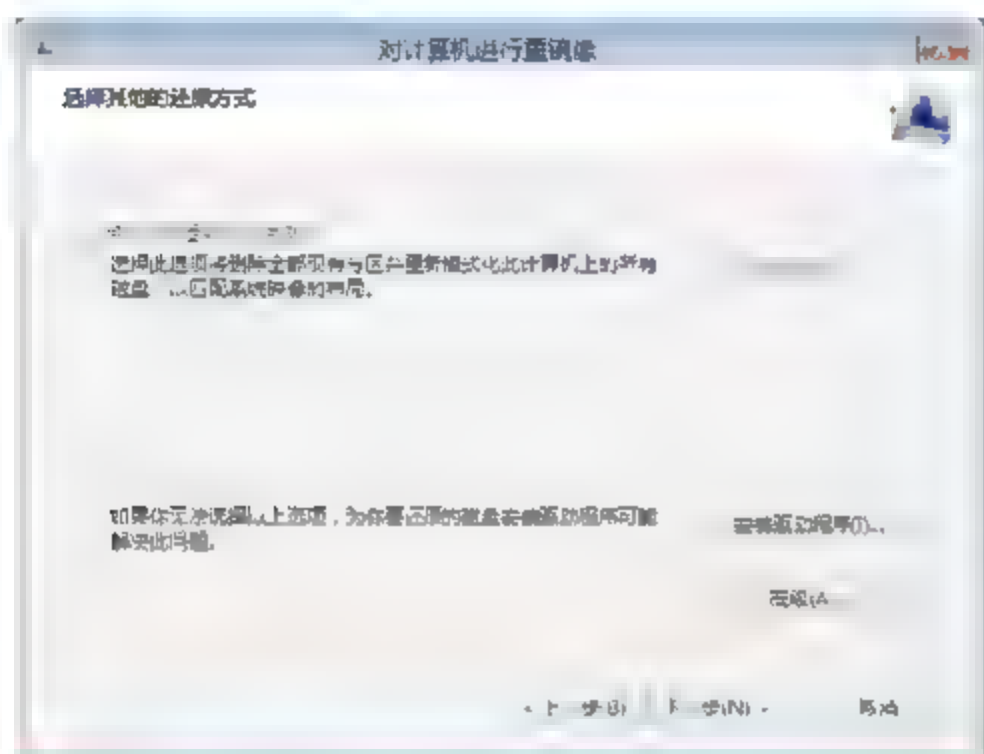 对计算机进行重镜像
选择其他的还原方式
选择此选项将删除全部现有分区并重新格式化此计算机上的所有
磁盘，以匹配系统映像的布局。
如果你无法选择以上选项，为你要还原的磁盘安装驱动程序可能
解决此问题。
安装驱动程序(I)...
高级(A
< 上一步(B)
下一步(N) >
取消